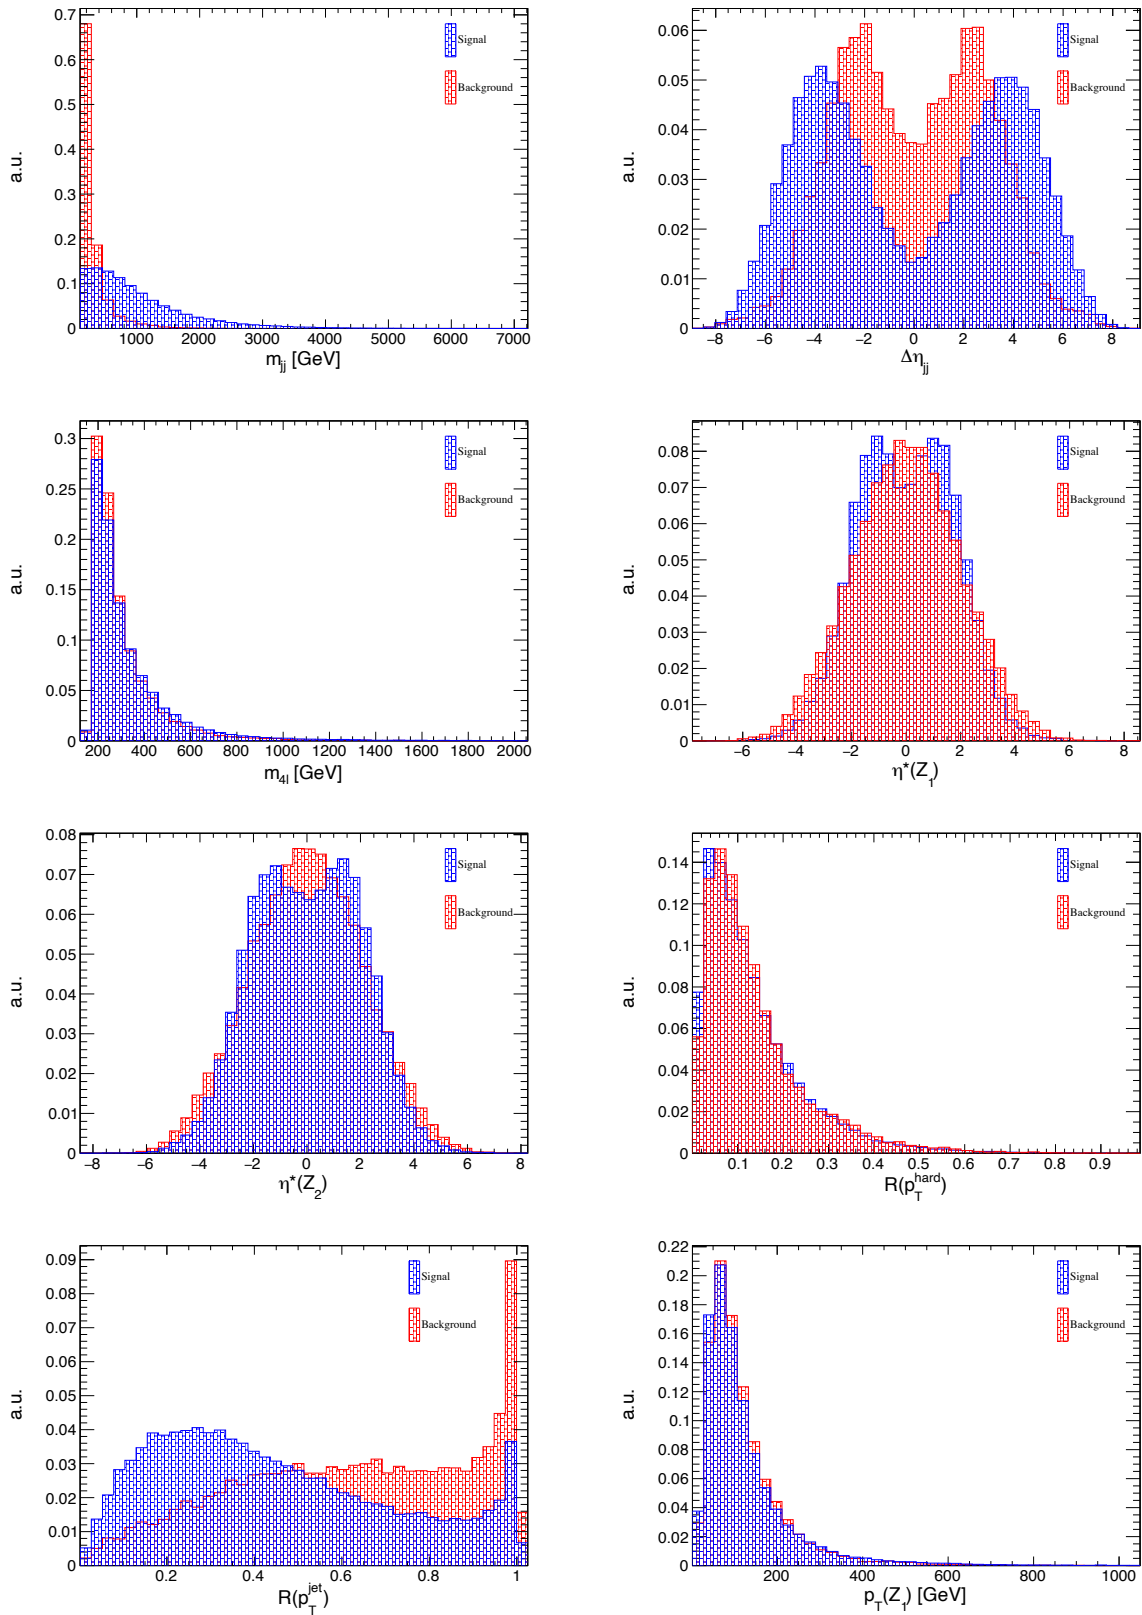 0.7
0.6
0.5
0.4
0.3
0.2
0.1
0
a.u.
Signal
Background
1000 2000 3000 4000 5000 6000 7000
m_jj [GeV]
0.06
0.05
0.04
0.03
0.02
0.01
0
a.u.
Signal
Background
−8 −6 −4 −2 0 2 4 6 8
Δη_jj
0.3
0.25
0.2
0.15
0.1
0.05
0
a.u.
Signal
Background
200 400 600 800 1000 1200 1400 1600 1800 2000
m_4l [GeV]
0.08
0.07
0.06
0.05
0.04
0.03
0.02
0.01
0
a.u.
Signal
Background
−6 −4 −2 0 2 4 6 8
η*(Z_1)
0.08
0.07
0.06
0.05
0.04
0.03
0.02
0.01
0
a.u.
Signal
Background
−8 −6 −4 −2 0 2 4 6 8
η*(Z_2)
0.14
0.12
0.1
0.08
0.06
0.04
0.02
0
a.u.
Signal
Background
0.1 0.2 0.3 0.4 0.5 0.6 0.7 0.8 0.9
R(p_T^hard)
0.09
0.08
0.07
0.06
0.05
0.04
0.03
0.02
0.01
0
a.u.
Signal
Background
0.2 0.4 0.6 0.8 1
R(p_T^jet)
0.22
0.2
0.18
0.16
0.14
0.12
0.1
0.08
0.06
0.04
0.02
0.00
a.u.
Signal
Background
200 400 600 800 1000
p_T(Z_1) [GeV]